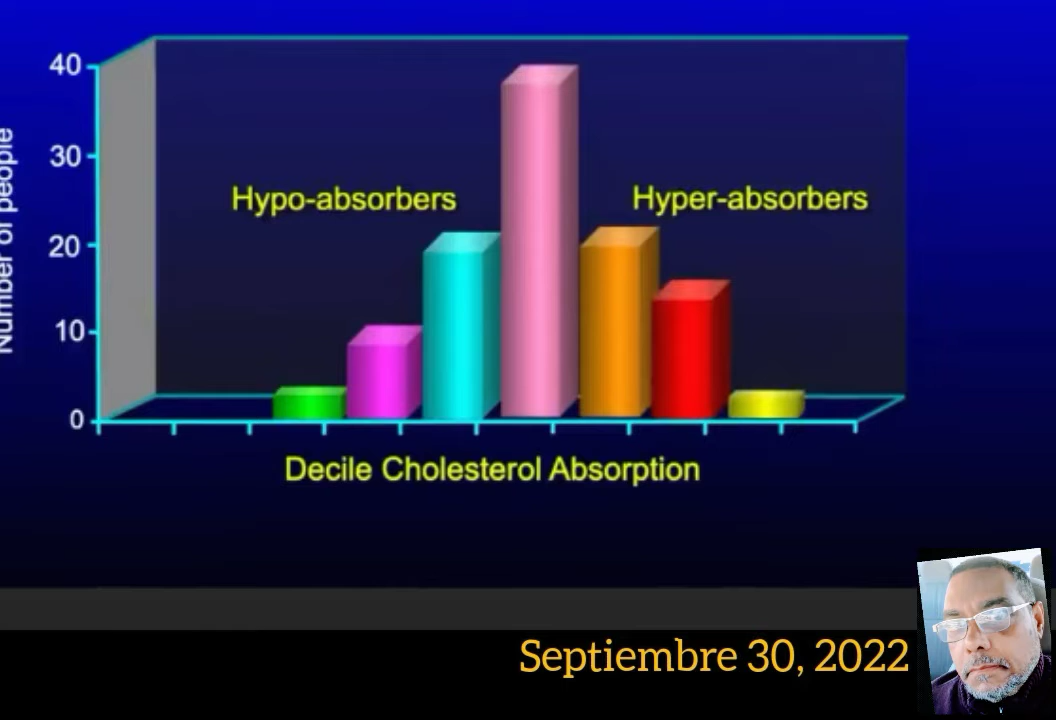 40
30
20
10
0
Number of people
Hypo-absorbers
Hyper-absorbers
Decile Cholesterol Absorption
Septiembre 30, 2022